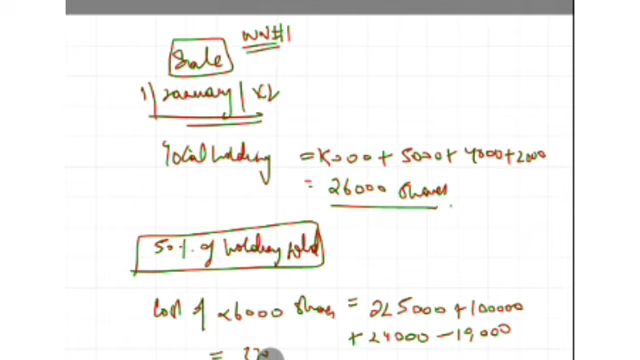 WN#1
Sale
1|January|X2
Total holding = 15000 + 5000 + 4000 + 2000
= 26000 shares
50% of holding sold
Cost of 26000 shares = 225000 + 100000
+ 24000 - 19,000
=